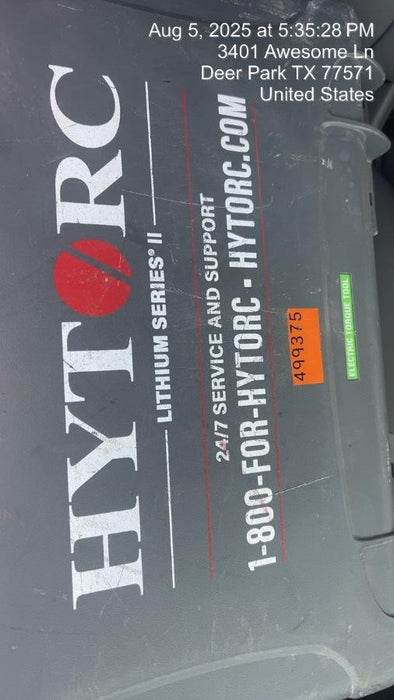 Aug 5, 2025 at 5:35:28 PM
3401 Awesome Ln
Deer Park TX 77571
United States
HYTORC
LITHIUM SERIES® II
24/7 SERVICE AND SUPPORT
1-800-FOR-HYTORC • HYTORC.COM
499375
ELECTRIC TORQUE TOOL